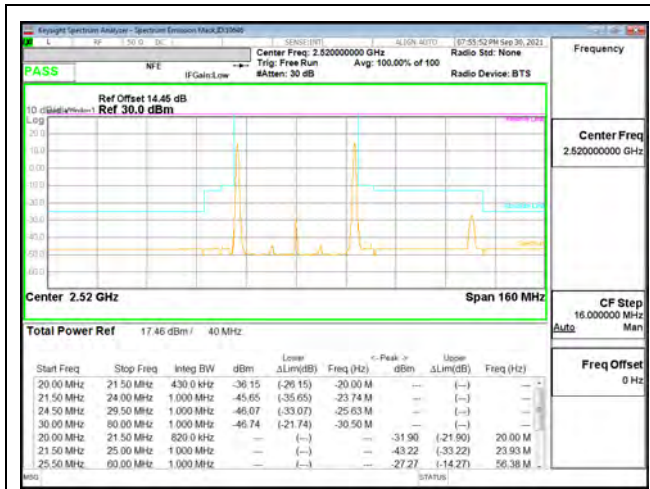 Keysight Spectrum Analyzer - Spectrum Emission Mask,ID:10646
L RF 50 Ω DC SENSE:INT ALIGN AUTO 07:55:52 PM Sep 30, 2021
Center Freq: 2.520000000 GHz Radio Std: None
NFE Trig: Free Run Avg: 100.00% of 100
PASS IFGain:Low #Atten: 30 dB Radio Device: BTS
Frequency
Ref Offset 14.45 dB
10 dB/div Ref 30.0 dBm
Log
20.0
10.0
0.00
-10.0
-20.0
-30.0
-40.0
-50.0
-60.0
Center 2.52 GHz Span 160 MHz
Center Freq
2.520000000 GHz
CF Step
16.000000 MHz
Auto Man
Freq Offset
0 Hz
Total Power Ref 17.46 dBm / 40 MHz
Lower <- Peak -> Upper
Start Freq Stop Freq Integ BW dBm ΔLim(dB) Freq (Hz) dBm ΔLim(dB) Freq (Hz)
20.00 MHz 21.50 MHz 430.0 kHz -36.15 (-26.15) -20.00 M --- (---) ---
21.50 MHz 24.00 MHz 1.000 MHz -45.65 (-35.65) -23.74 M --- (---) ---
24.50 MHz 29.50 MHz 1.000 MHz -46.07 (-33.07) -25.63 M --- (---) ---
30.00 MHz 80.00 MHz 1.000 MHz -46.74 (-21.74) -30.50 M --- (---) ---
20.00 MHz 21.50 MHz 820.0 kHz --- (---) --- -31.90 (-21.90) 20.00 M
21.50 MHz 25.00 MHz 1.000 MHz --- (---) --- -43.22 (-33.22) 23.93 M
25.50 MHz 60.00 MHz 1.000 MHz --- (---) --- -27.27 (-14.27) 56.38 M
MSG STATUS